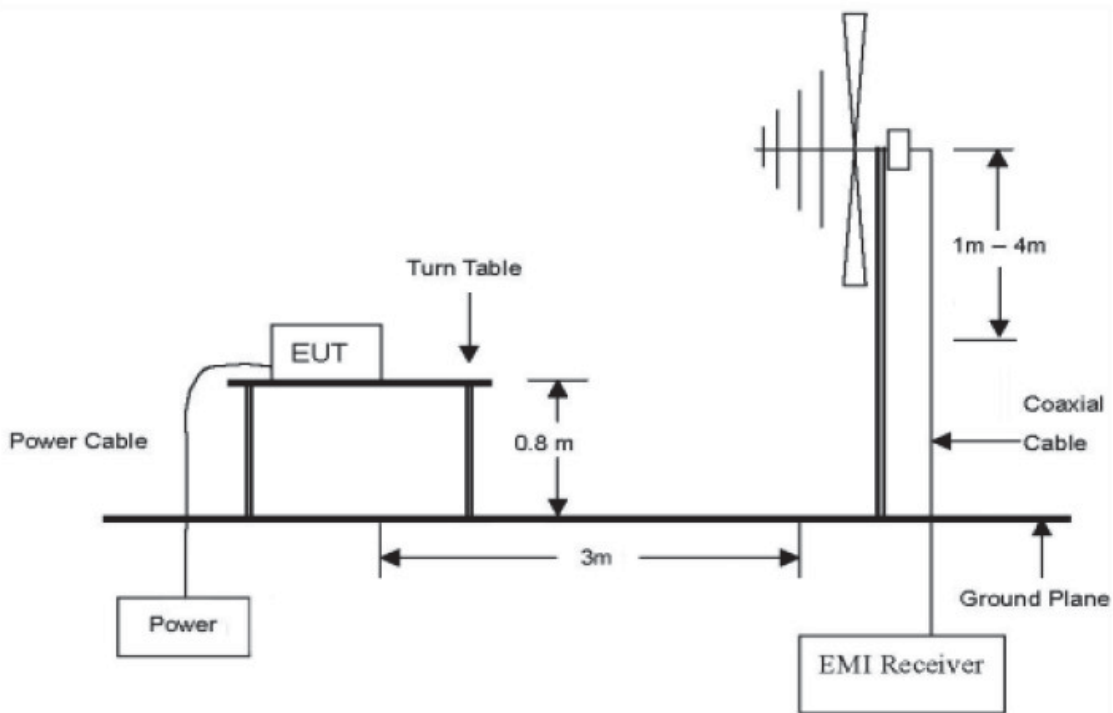 1m – 4m
Turn Table
EUT
Coaxial
Cable
Power Cable
0.8 m
3m
Ground Plane
Power
EMI Receiver